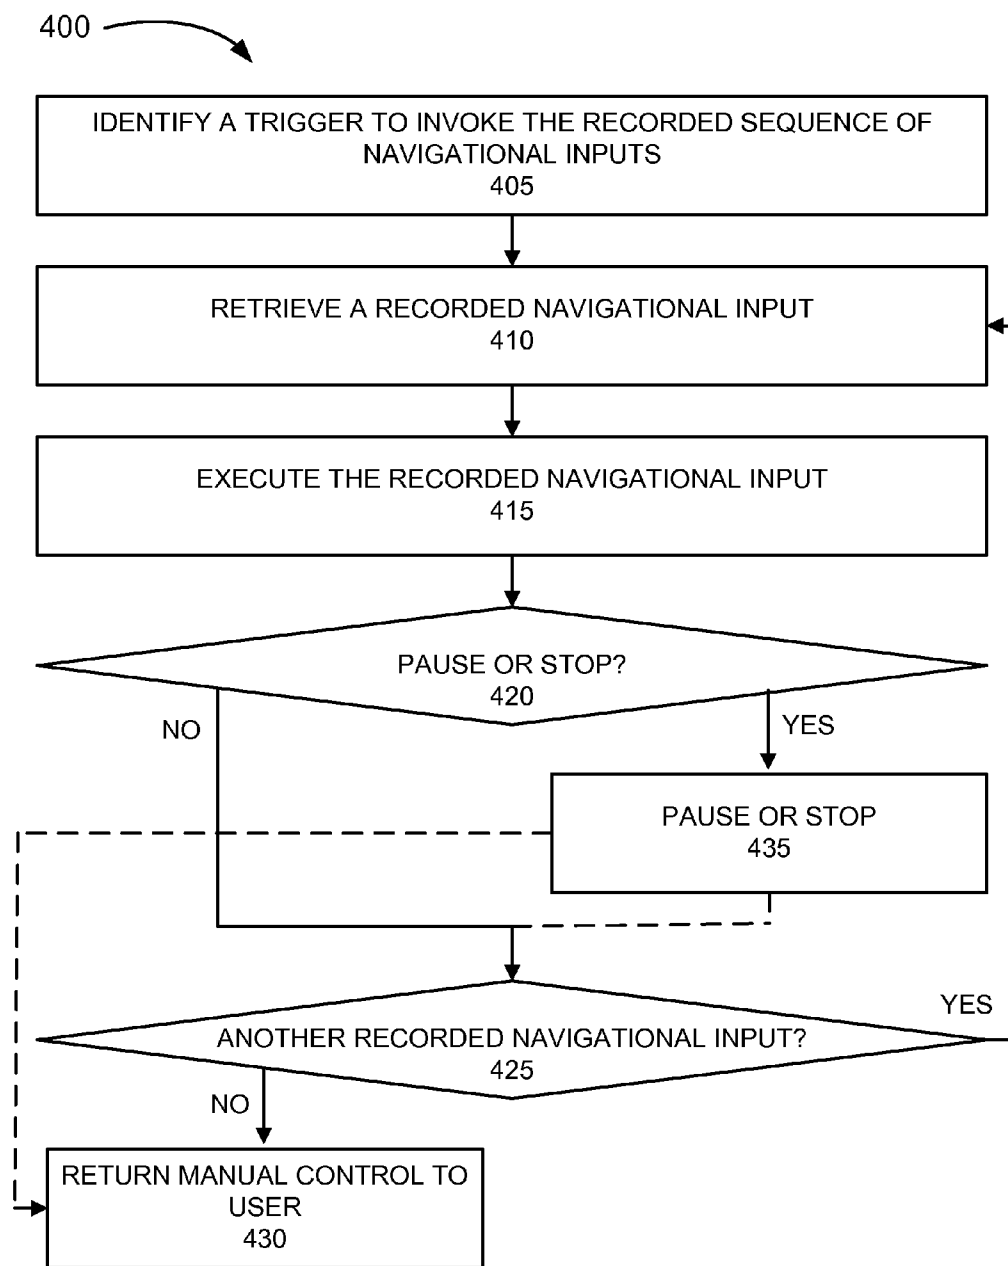 400
IDENTIFY A TRIGGER TO INVOKE THE RECORDED SEQUENCE OF
NAVIGATIONAL INPUTS
405
RETRIEVE A RECORDED NAVIGATIONAL INPUT
410
EXECUTE THE RECORDED NAVIGATIONAL INPUT
415
PAUSE OR STOP?
420
NO
YES
PAUSE OR STOP
435
ANOTHER RECORDED NAVIGATIONAL INPUT?
425
YES
NO
RETURN MANUAL CONTROL TO
USER
430